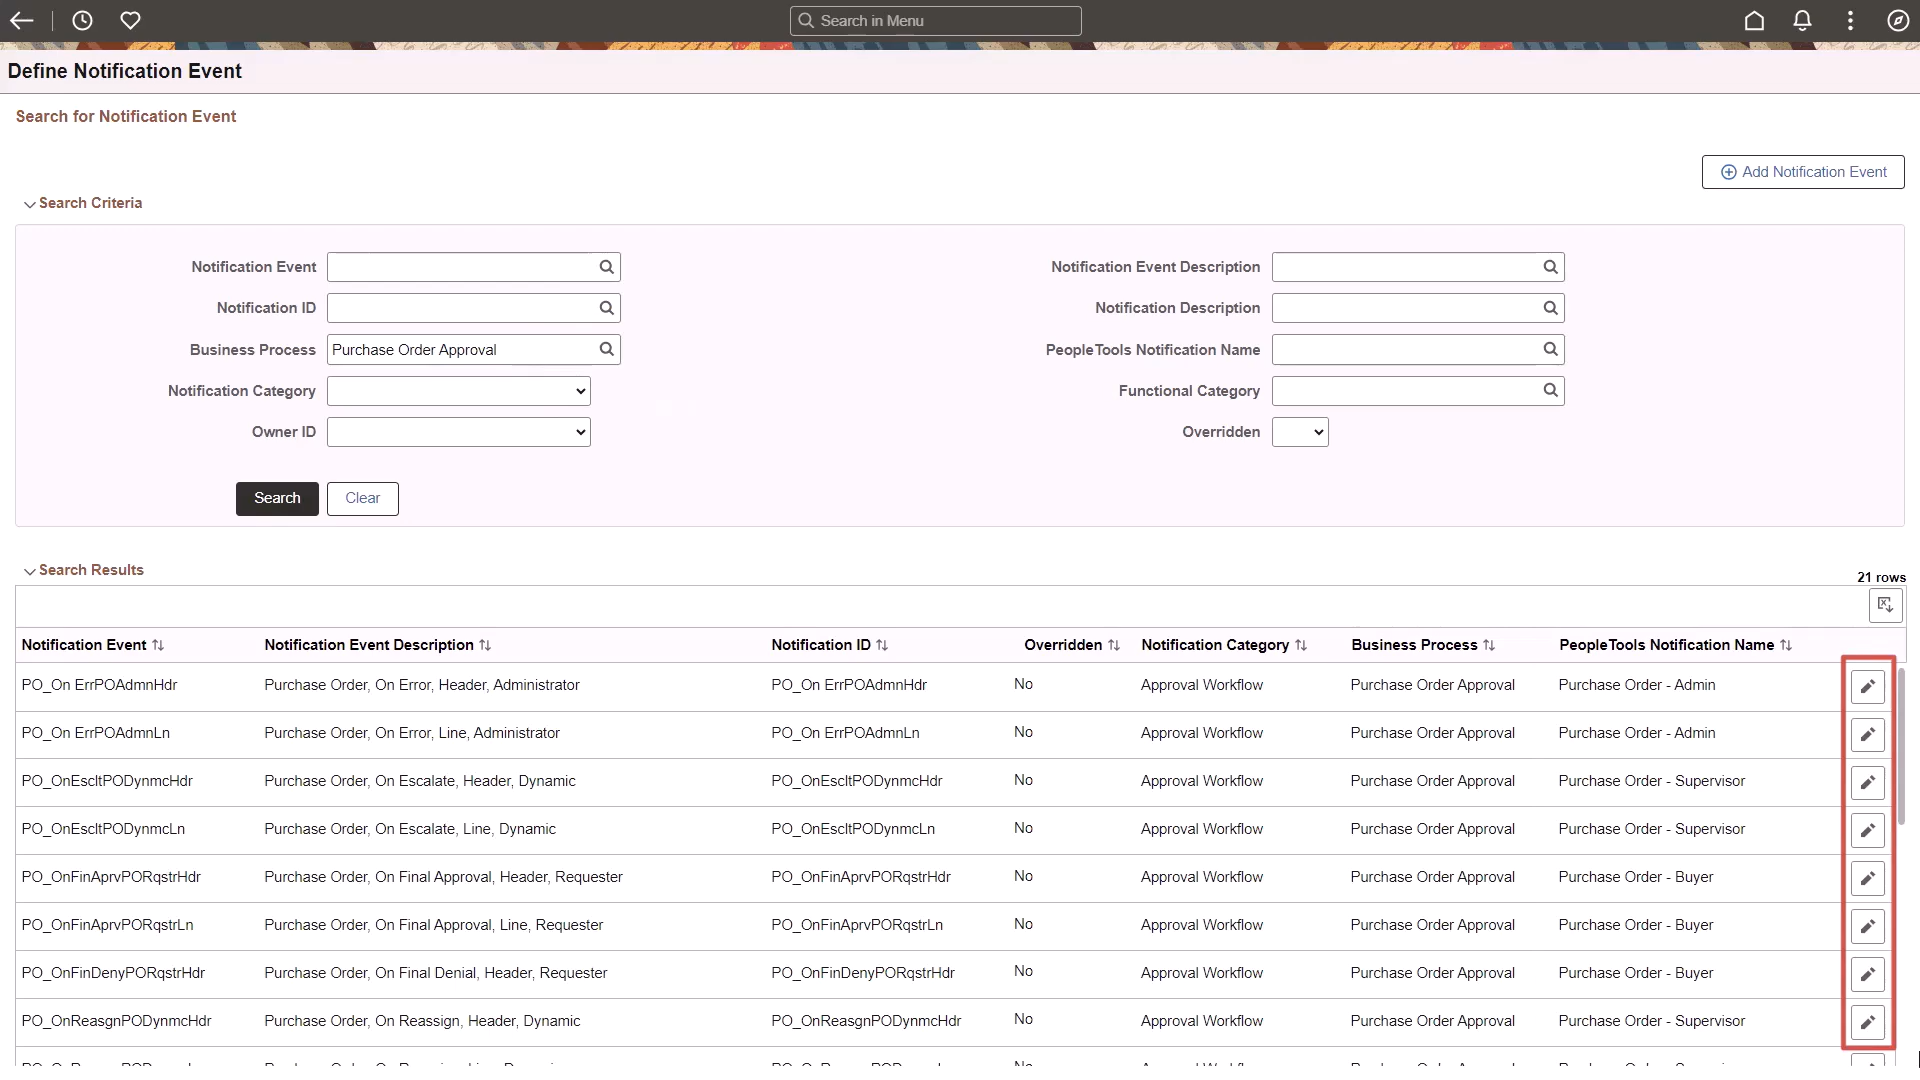 Search in Menu
Define Notification Event
Search for Notification Event
Add Notification Event
Search Criteria
Notification Event
Notification Event Description
Notification ID
Notification Description
Business Process Purchase Order Approval
PeopleTools Notification Name
Notification Category
Functional Category
Owner ID
Overridden
Search Clear
Search Results
21 rows
Notification Event Notification Event Description Notification ID Overridden Notification Category Business Process PeopleTools Notification Name
PO_On ErrPOAdmnHdr Purchase Order, On Error, Header, Administrator PO_On ErrPOAdmnHdr No Approval Workflow Purchase Order Approval Purchase Order - Admin
PO_On ErrPOAdmnLn Purchase Order, On Error, Line, Administrator PO_On ErrPOAdmnLn No Approval Workflow Purchase Order Approval Purchase Order - Admin
PO_OnEscltPODynmcHdr Purchase Order, On Escalate, Header, Dynamic PO_OnEscltPODynmcHdr No Approval Workflow Purchase Order Approval Purchase Order - Supervisor
PO_OnEscltPODynmcLn Purchase Order, On Escalate, Line, Dynamic PO_OnEscltPODynmcLn No Approval Workflow Purchase Order Approval Purchase Order - Supervisor
PO_OnFinAprvPORqstrHdr Purchase Order, On Final Approval, Header, Requester PO_OnFinAprvPORqstrHdr No Approval Workflow Purchase Order Approval Purchase Order - Buyer
PO_OnFinAprvPORqstrLn Purchase Order, On Final Approval, Line, Requester PO_OnFinAprvPORqstrLn No Approval Workflow Purchase Order Approval Purchase Order - Buyer
PO_OnFinDenyPORqstrHdr Purchase Order, On Final Denial, Header, Requester PO_OnFinDenyPORqstrHdr No Approval Workflow Purchase Order Approval Purchase Order - Buyer
PO_OnReasgnPODynmcHdr Purchase Order, On Reassign, Header, Dynamic PO_OnReasgnPODynmcHdr No Approval Workflow Purchase Order Approval Purchase Order - Supervisor